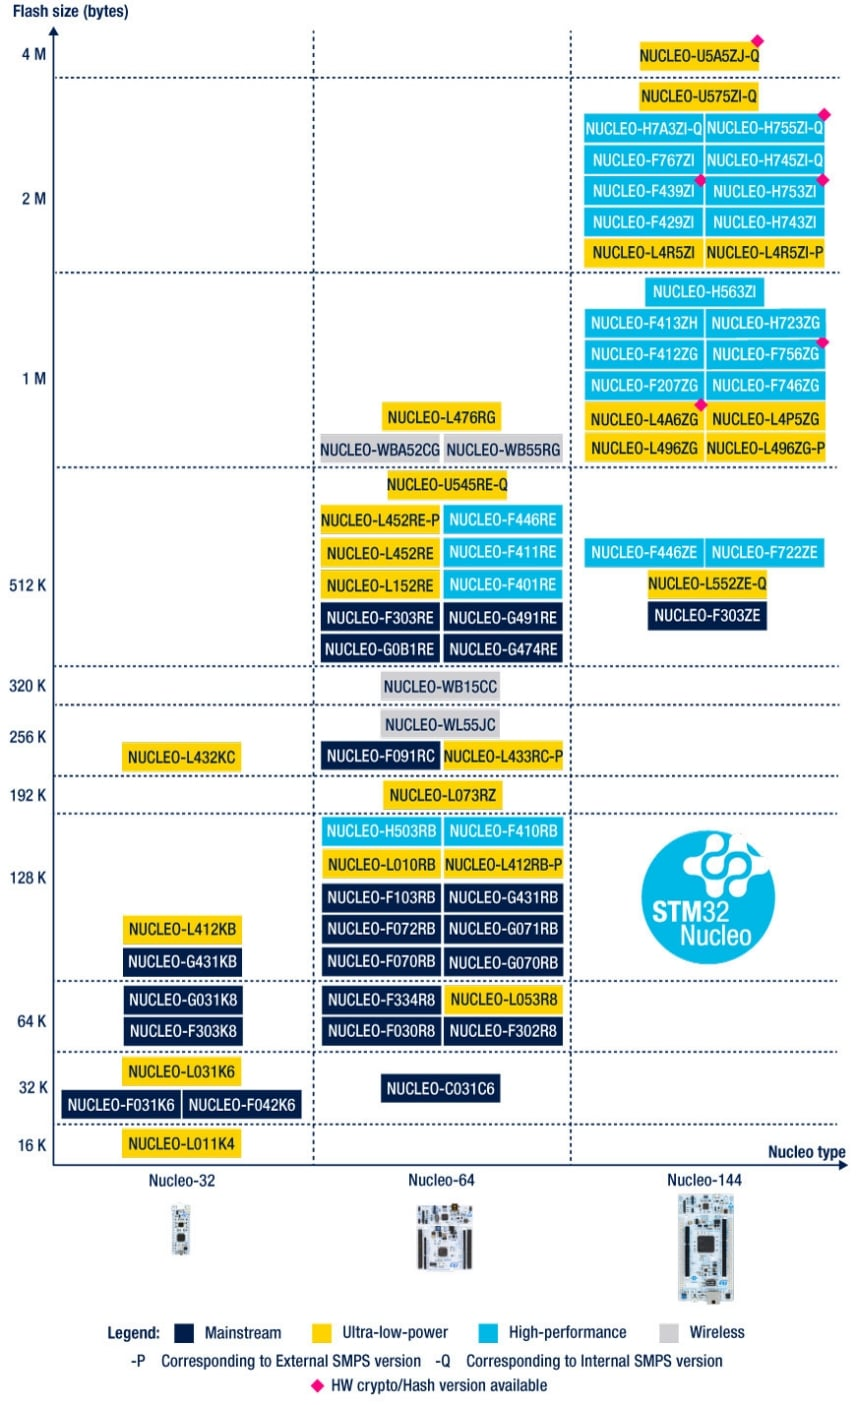 Flash size (bytes)
4 M
NUCLEO-U5A5ZJ-Q
NUCLEO-U575ZI-Q
NUCLEO-H7A3ZI-Q NUCLEO-H755ZI-Q
NUCLEO-F767ZI NUCLEO-H745ZI-Q
2 M
NUCLEO-F439ZI NUCLEO-H753ZI
NUCLEO-F429ZI NUCLEO-H743ZI
NUCLEO-L4R5ZI NUCLEO-L4R5ZI-P
NUCLEO-H563ZI
NUCLEO-F413ZH NUCLEO-H723ZG
NUCLEO-F412ZG NUCLEO-F756ZG
1 M
NUCLEO-F207ZG NUCLEO-F746ZG
NUCLEO-L476RG NUCLEO-L4A6ZG NUCLEO-L4P5ZG
NUCLEO-WBA52CG NUCLEO-WB55RG NUCLEO-L496ZG NUCLEO-L496ZG-P
NUCLEO-U545RE-Q
NUCLEO-L452RE-P NUCLEO-F446RE
NUCLEO-L452RE NUCLEO-F411RE NUCLEO-F446ZE NUCLEO-F722ZE
512 K NUCLEO-L152RE NUCLEO-F401RE NUCLEO-L552ZE-Q
NUCLEO-F303RE NUCLEO-G491RE NUCLEO-F303ZE
NUCLEO-G0B1RE NUCLEO-G474RE
320 K NUCLEO-WB15CC
NUCLEO-WL55JC
256 K
NUCLEO-L432KC NUCLEO-F091RC NUCLEO-L433RC-P
192 K NUCLEO-L073RZ
NUCLEO-H503RB NUCLEO-F410RB
NUCLEO-L010RB NUCLEO-L412RB-P
128 K
NUCLEO-F103RB NUCLEO-G431RB
STM32
Nucleo
NUCLEO-L412KB NUCLEO-F072RB NUCLEO-G071RB
NUCLEO-G431KB NUCLEO-F070RB NUCLEO-G070RB
NUCLEO-G031K8 NUCLEO-F334R8 NUCLEO-L053R8
64 K
NUCLEO-F303K8 NUCLEO-F030R8 NUCLEO-F302R8
NUCLEO-L031K6
32 K NUCLEO-C031C6
NUCLEO-F031K6 NUCLEO-F042K6
16 K NUCLEO-L011K4
Nucleo type
Nucleo-32 Nucleo-64 Nucleo-144
Legend: Mainstream Ultra-low-power High-performance Wireless
-P Corresponding to External SMPS version -Q Corresponding to Internal SMPS version
HW crypto/Hash version available